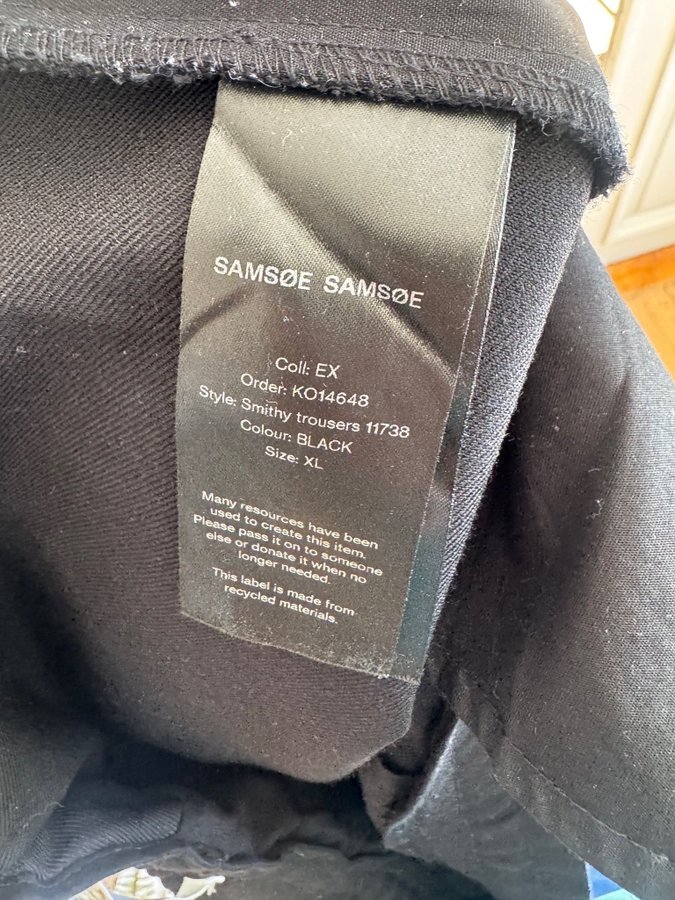 SAMSØE SAMSØE
Coll: EX
Order: KO14648
Style: Smithy trousers 11738
Colour: BLACK
Size: XL
Many resources have been
used to create this item.
Please pass it on to someone
else or donate it when no
longer needed.
This label is made from
recycled materials.